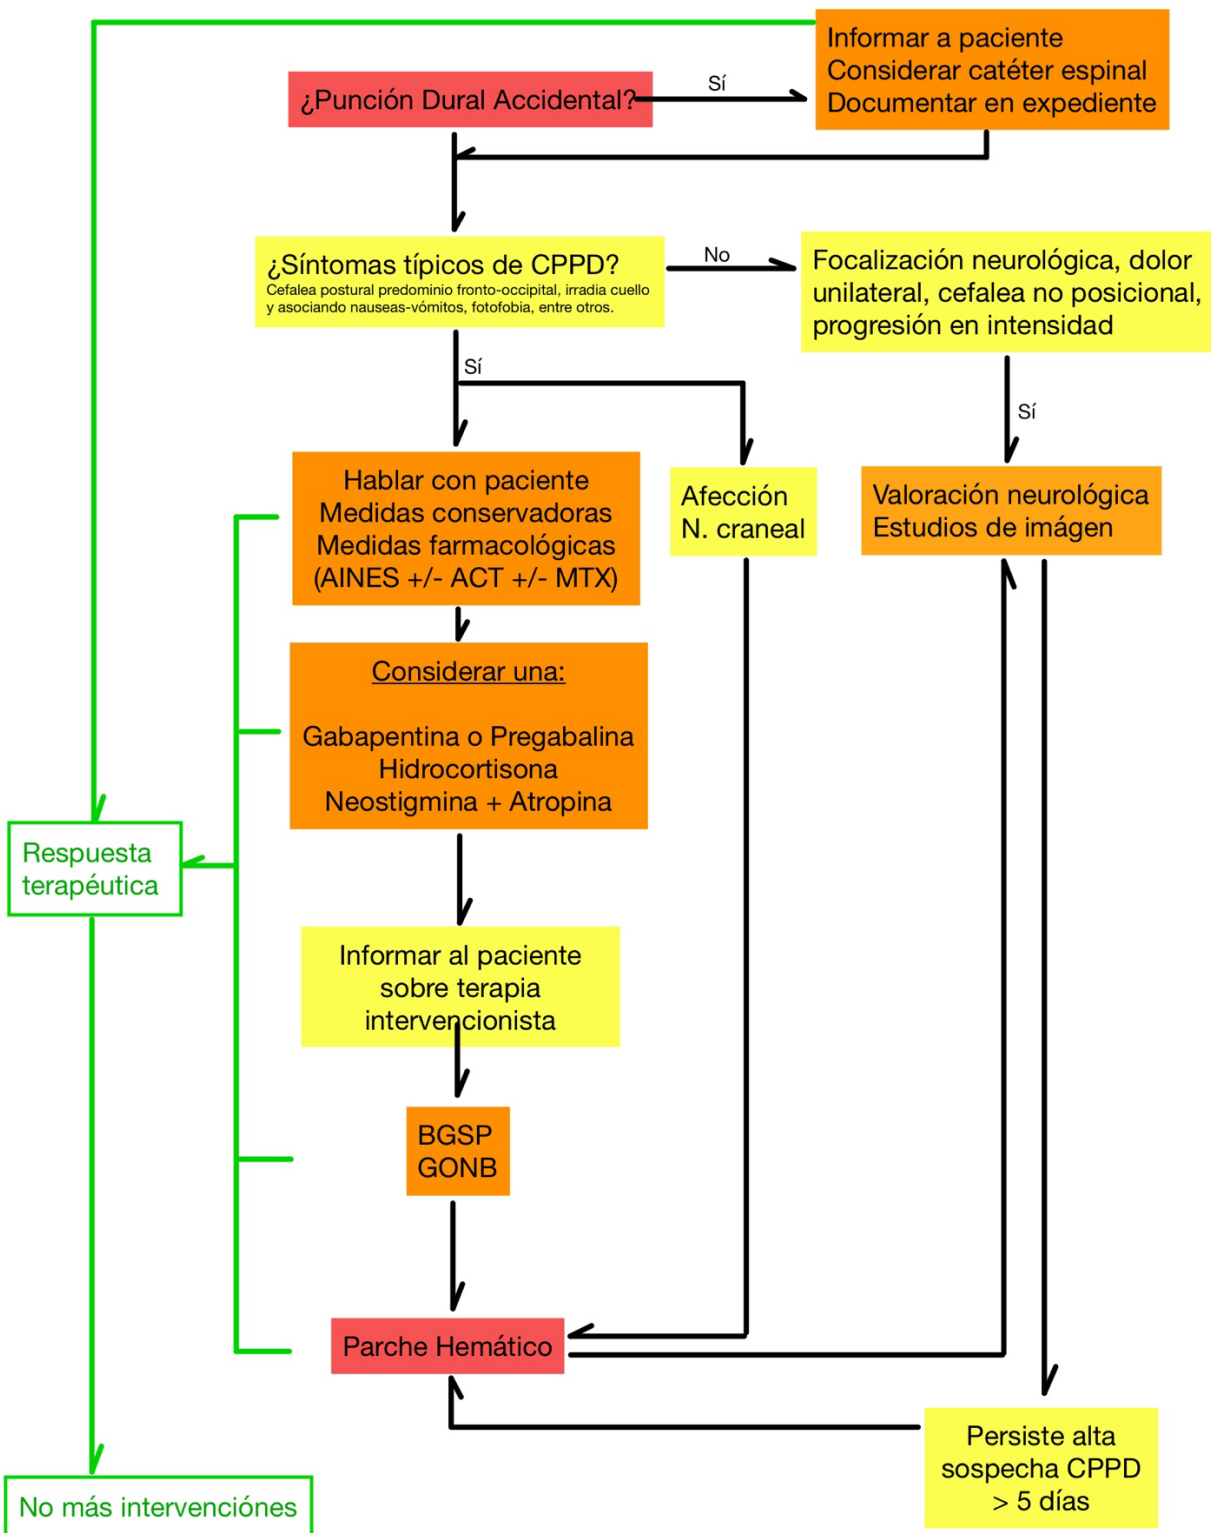 Informar a paciente
Considerar catéter espinal
Documentar en expediente
¿Punción Dural Accidental?
Sí
¿Síntomas típicos de CPPD?
Cefalea postural predominio fronto-occipital, irradia cuello
y asociando nauseas-vómitos, fotofobia, entre otros.
No
Focalización neurológica, dolor
unilateral, cefalea no posicional,
progresión en intensidad
Sí
Sí
Hablar con paciente
Medidas conservadoras
Medidas farmacológicas
(AINES +/- ACT +/- MTX)
Afección
N. craneal
Valoración neurológica
Estudios de imágen
Considerar una:
Gabapentina o Pregabalina
Hidrocortisona
Neostigmina + Atropina
Respuesta
terapéutica
Informar al paciente
sobre terapia
intervencionista
BGSP
GONB
Parche Hemático
Persiste alta
sospecha CPPD
> 5 días
No más intervenciónes